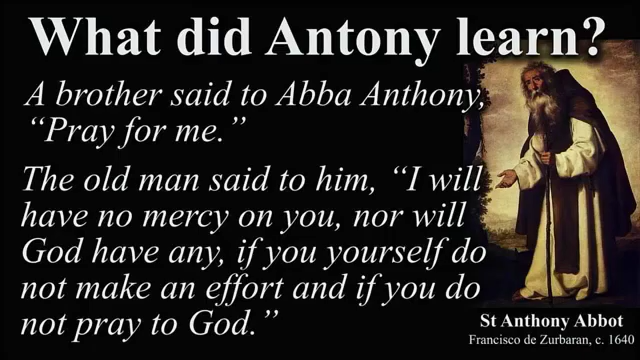 What did Antony learn?
A brother said to Abba Anthony,
“Pray for me.”
The old man said to him, “I will
have no mercy on you, nor will
God have any, if you yourself do
not make an effort and if you do
not pray to God.”
St Anthony Abbot
Francisco de Zurbaran, c. 1640